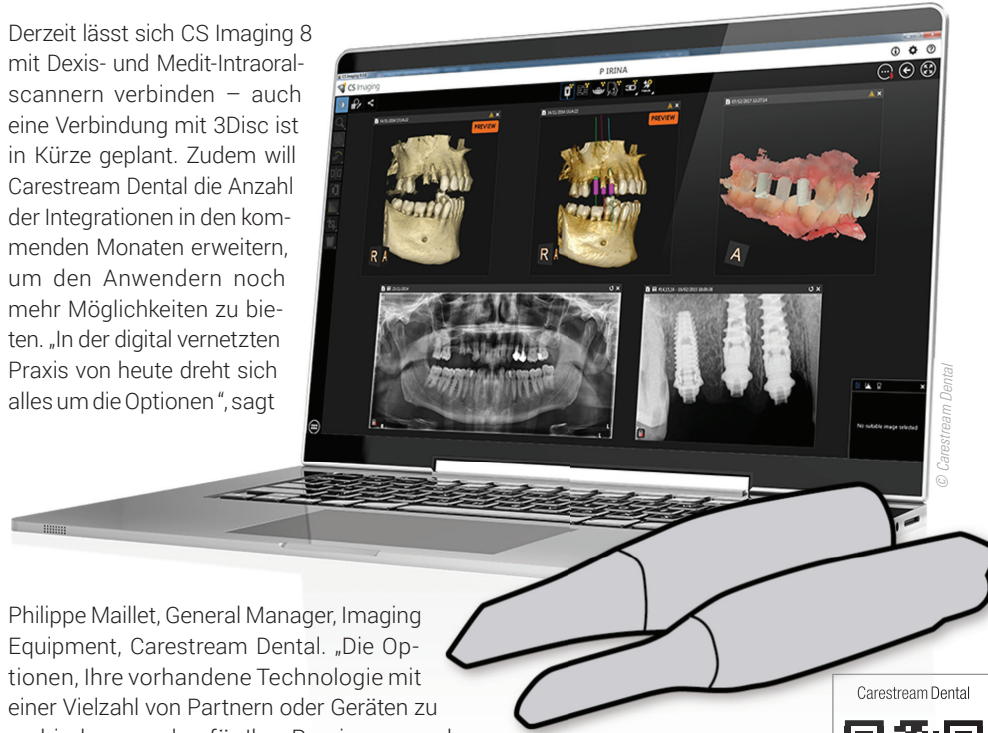 Derzeit lässt sich CS Imaging 8
mit Dexis- und Medit-Intraoral-
scannern verbinden – auch
eine Verbindung mit 3Disc ist
in Kürze geplant. Zudem will
Carestream Dental die Anzahl
der Integrationen in den kom-
menden Monaten erweitern,
um den Anwendern noch
mehr Möglichkeiten zu bie-
ten. „In der digital vernetzten
Praxis von heute dreht sich
alles um die Optionen “, sagt
CS Imaging
P IRINA
PREVIEW
PREVIEW
R A
R
A
No suitable image selected
© Carestream Dental
Philippe Maillet, General Manager, Imaging
Equipment, Carestream Dental. „Die Op-
tionen, Ihre vorhandene Technologie mit
einer Vielzahl von Partnern oder Geräten zu
Carestream Dental